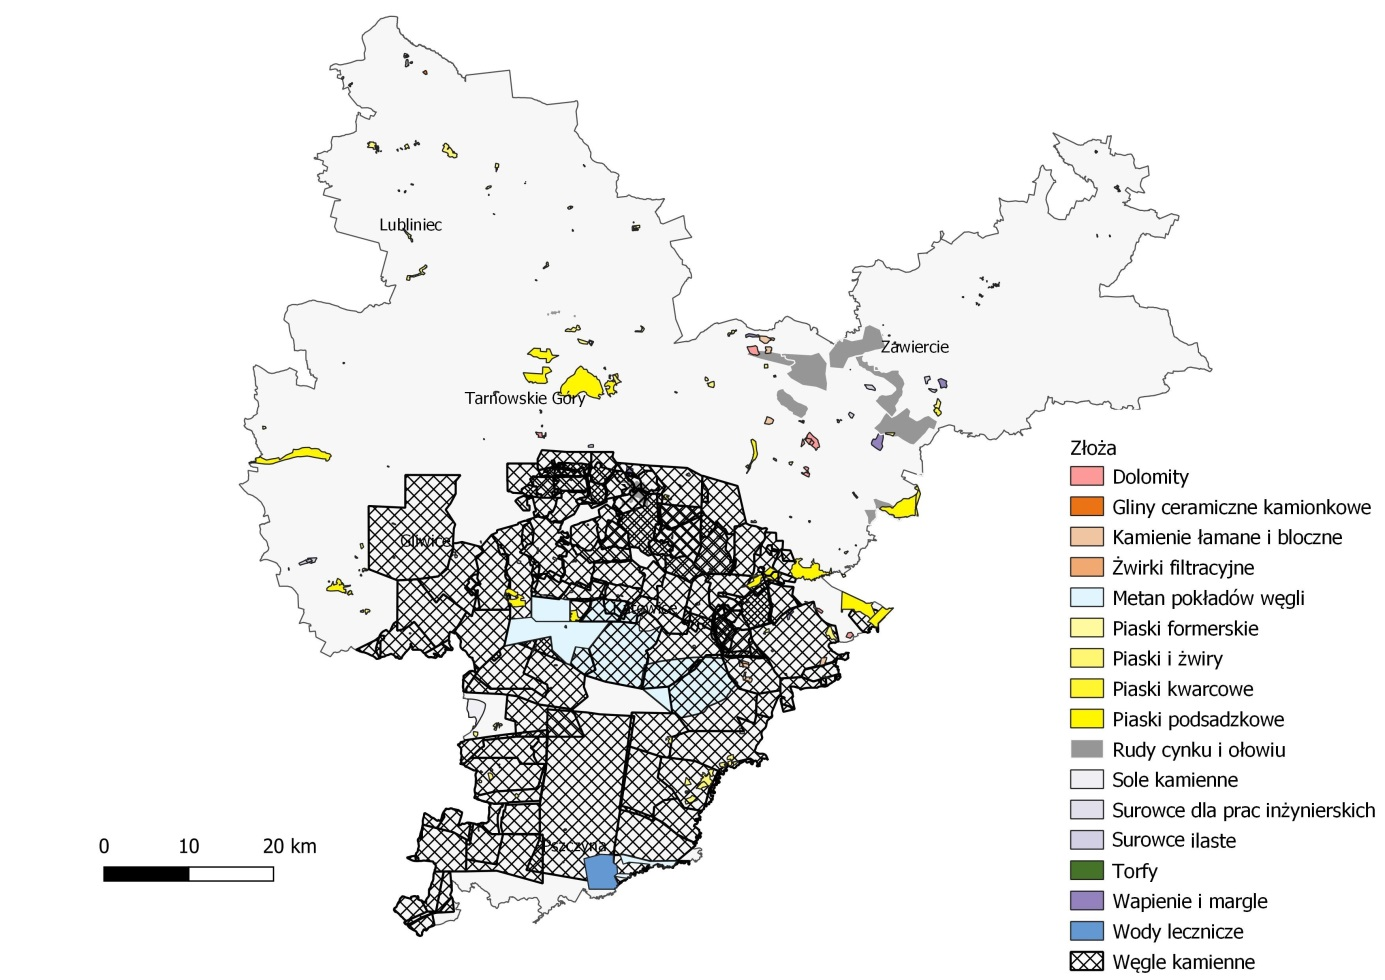 Lubliniec
Zawiercie
Tarnowskie Góry
Gliwice
Katowice
Pszczyna
0 10 20 km
Złoża
Dolomity
Gliny ceramiczne kamionkowe
Kamienie łamane i bloczne
Żwirki filtracyjne
Metan pokładów węgli
Piaski formerskie
Piaski i żwiry
Piaski kwarcowe
Piaski podsadzkowe
Rudy cynku i ołowiu
Sole kamienne
Surowce dla prac inżynierskich
Surowce ilaste
Torfy
Wapienie i margle
Wody lecznicze
Węgle kamienne